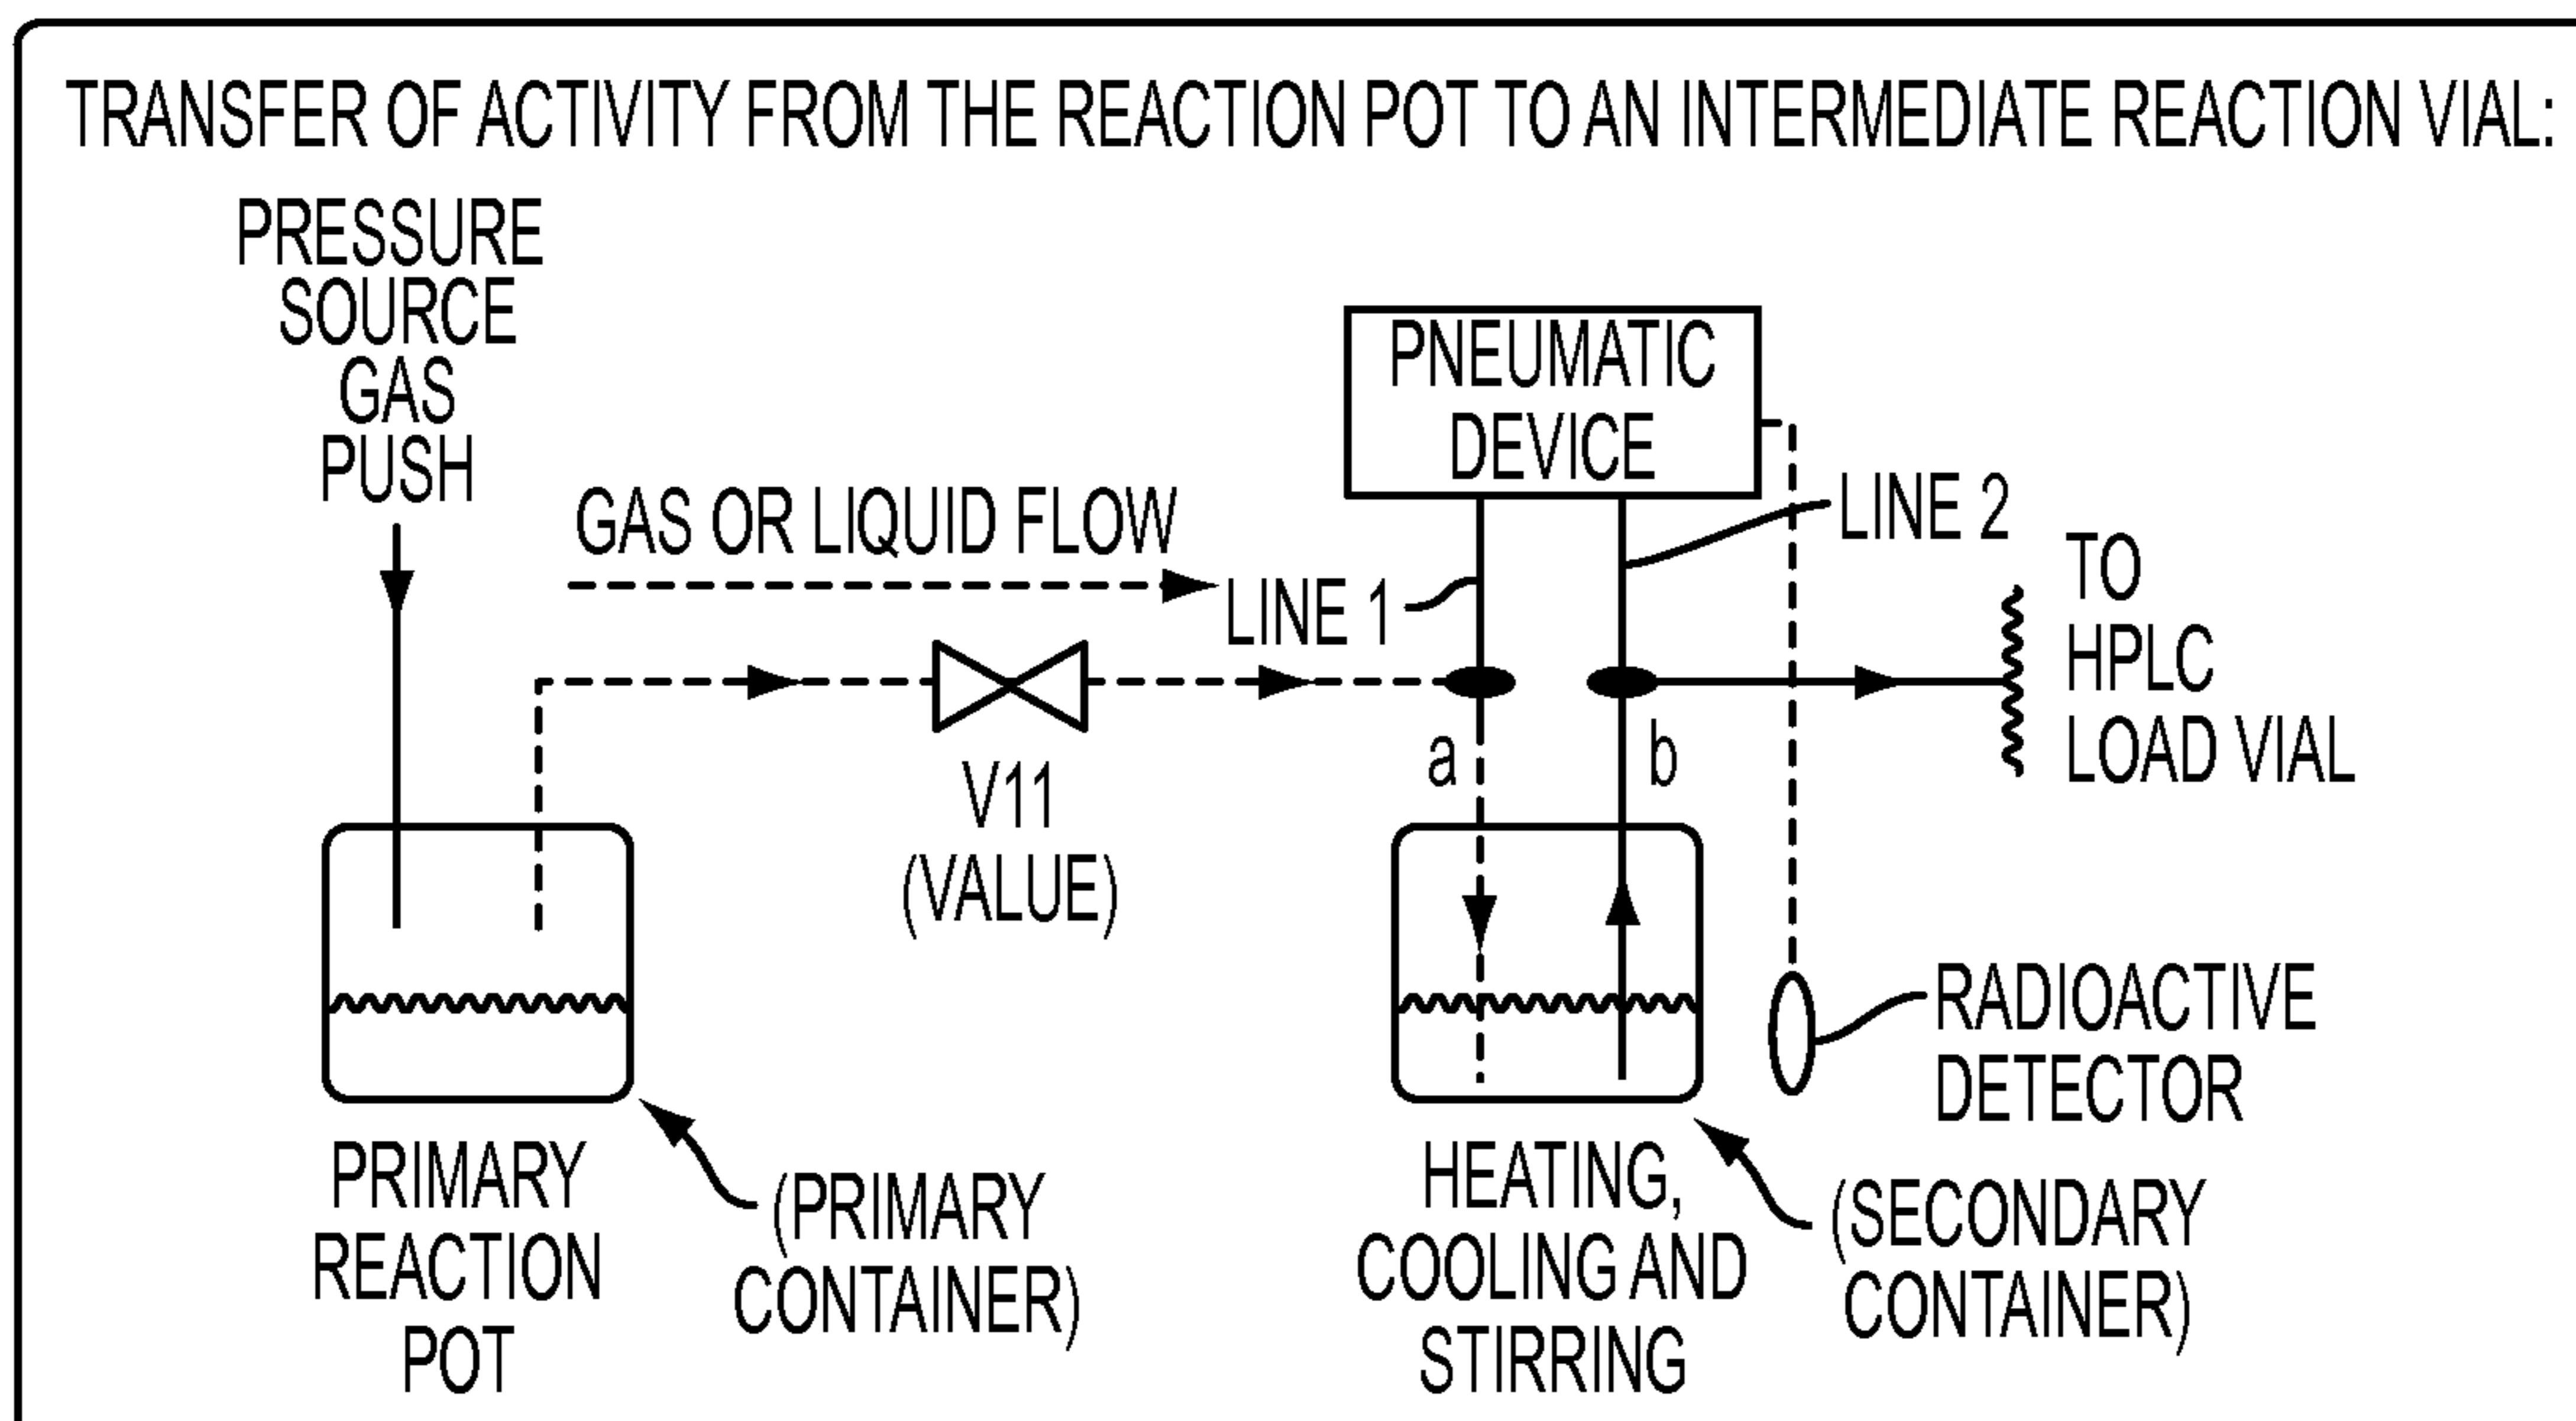 TRANSFER OF ACTIVITY FROM THE REACTION POT TO AN INTERMEDIATE REACTION VIAL:
PRESSURE
SOURCE
GAS
PUSH
GAS OR LIQUID FLOW
PNEUMATIC
DEVICE
LINE 1
LINE 2
TO
HPLC
LOAD VIAL
V11
(VALUE)
a
b
PRIMARY
REACTION
POT
(PRIMARY
CONTAINER)
HEATING,
COOLING AND
STIRRING
RADIOACTIVE
DETECTOR
(SECONDARY
CONTAINER)